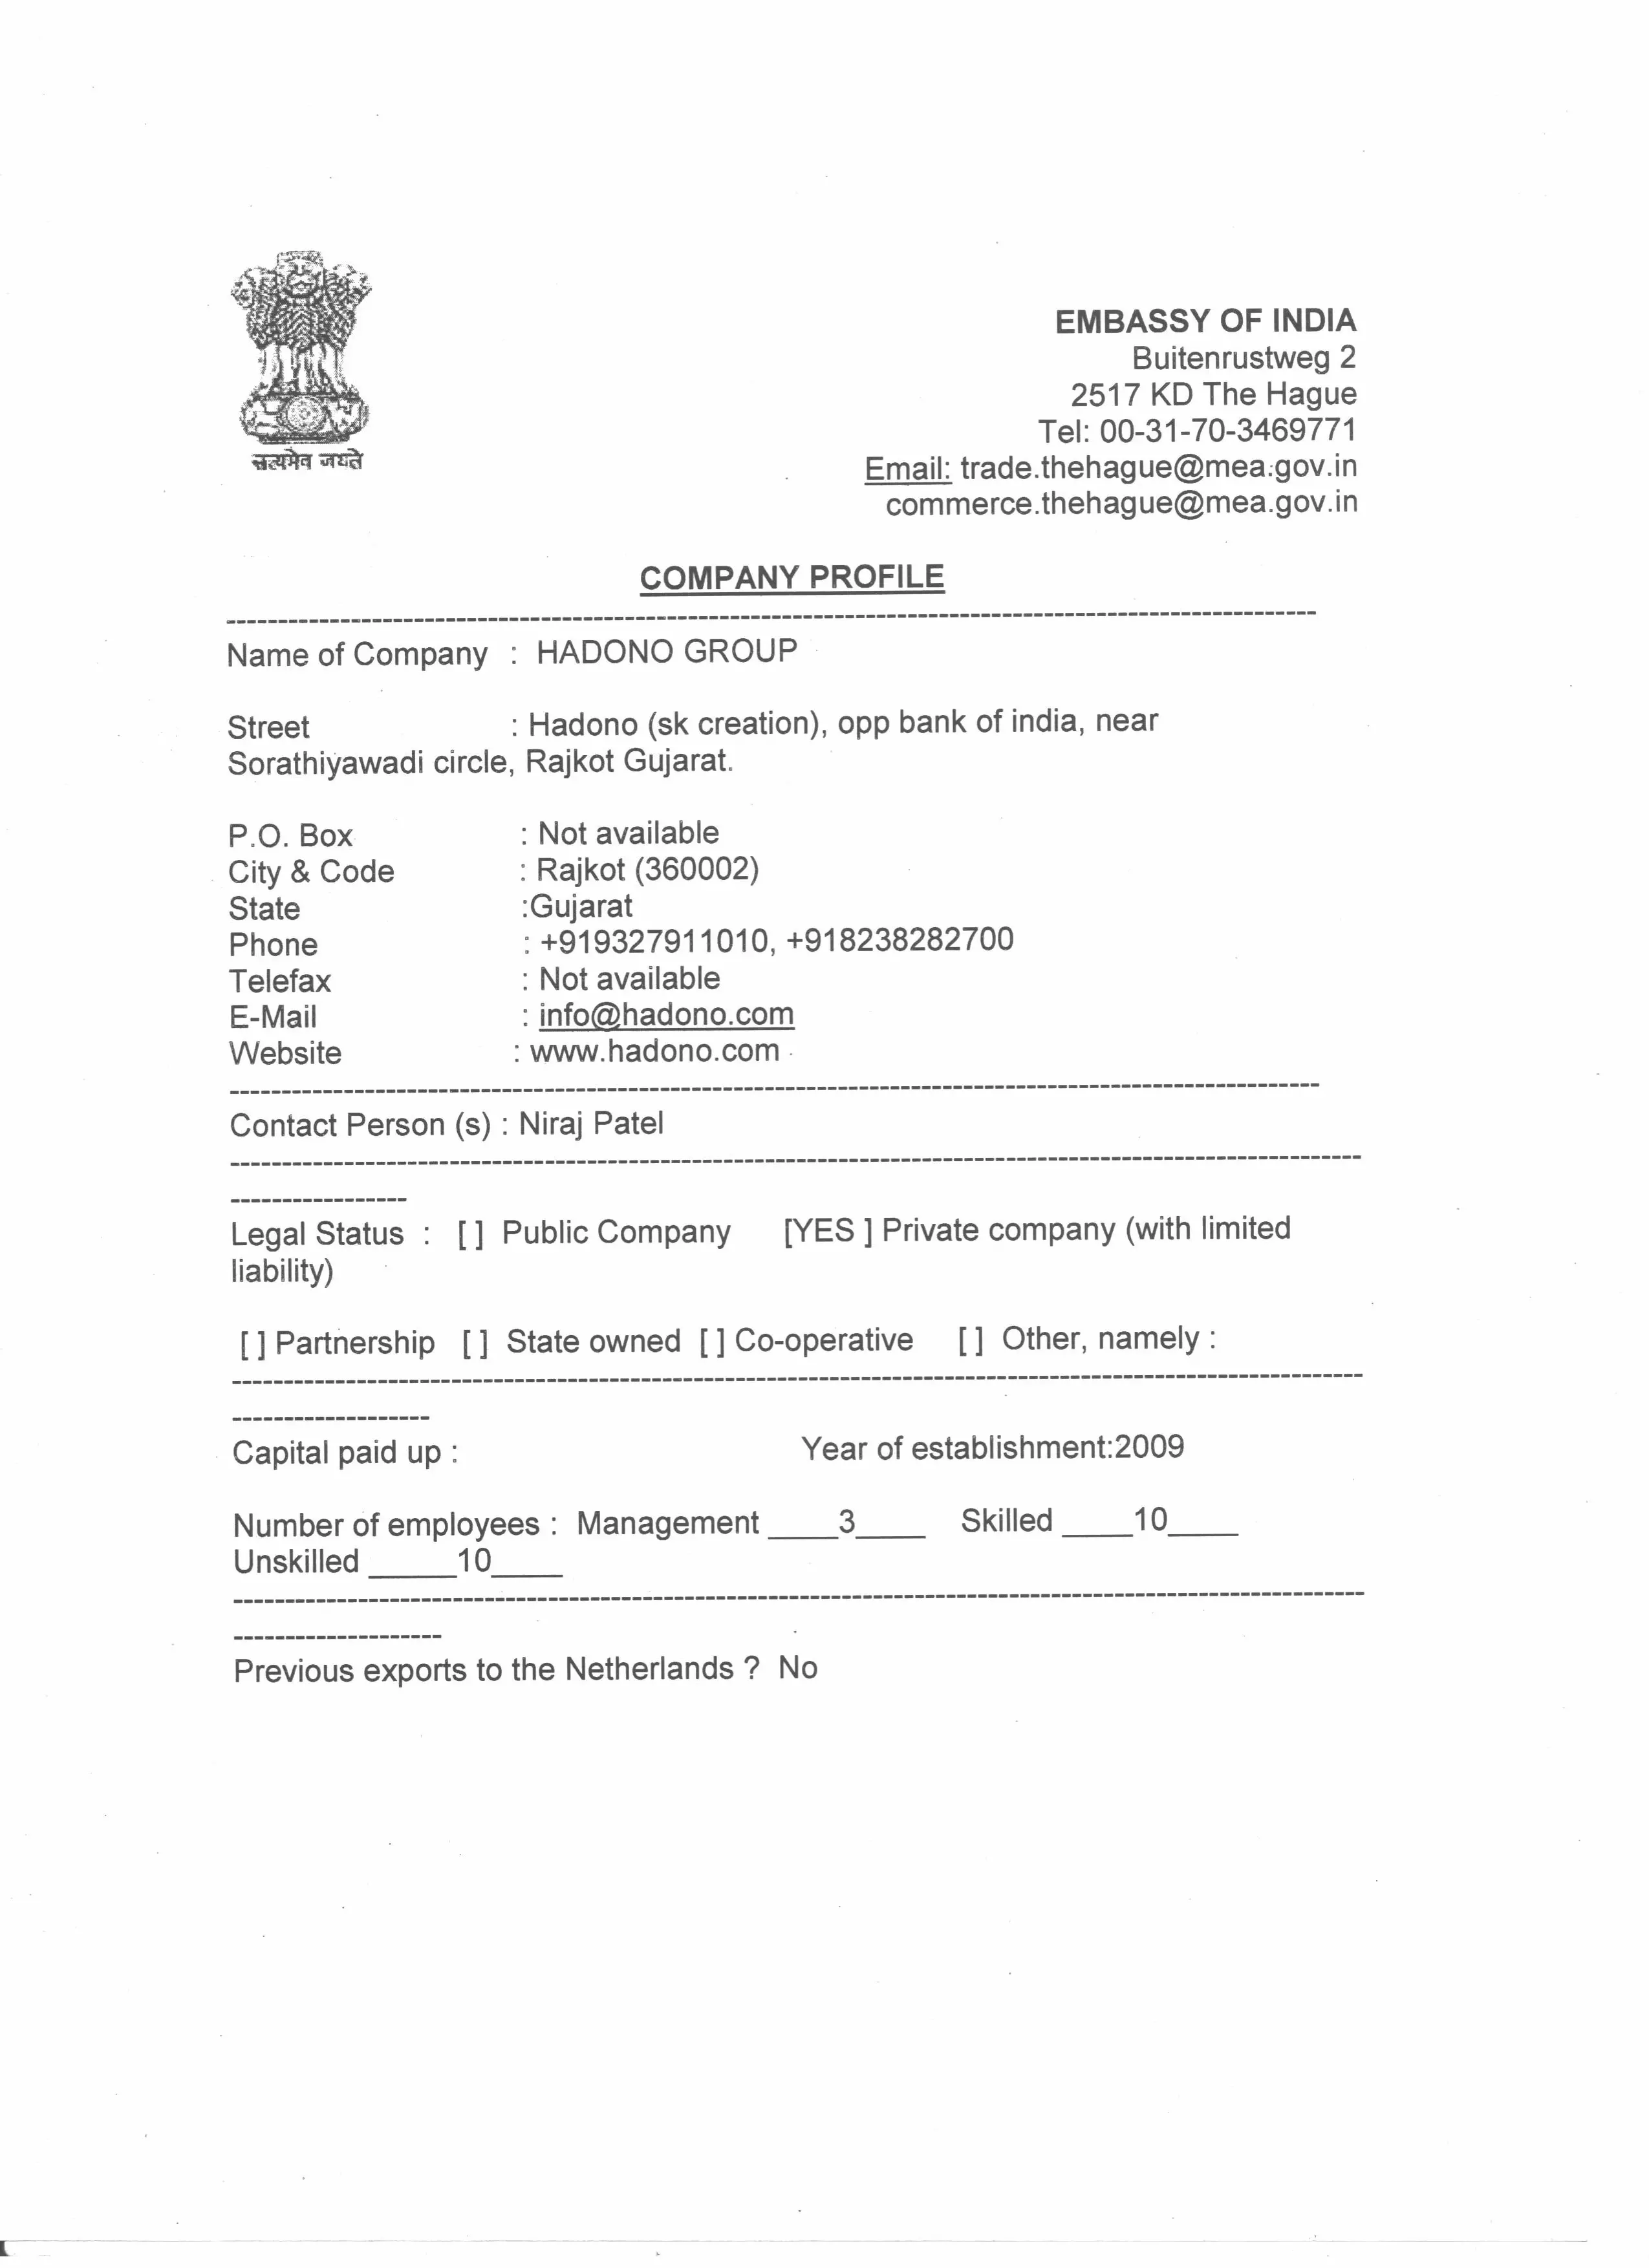 सत्यमेव जयते
EMBASSY OF INDIA
Buitenrustweg 2
2517 KD The Hague
Tel: 00-31-70-3469771
Email: trade.thehague@mea.gov.in
commerce.thehague@mea.gov.in
COMPANY PROFILE
Name of Company : HADONO GROUP
Street : Hadono (sk creation), opp bank of india, near
Sorathiyawadi circle, Rajkot Gujarat.
P.O. Box : Not available
City & Code : Rajkot (360002)
State :Gujarat
Phone : +919327911010, +918238282700
Telefax : Not available
E-Mail : info@hadono.com
Website : www.hadono.com
Contact Person (s) : Niraj Patel
Legal Status : [ ] Public Company [YES ] Private company (with limited
liability)
[ ] Partnership [ ] State owned [ ] Co-operative [ ] Other, namely :
Capital paid up : Year of establishment:2009
Number of employees : Management ____3____ Skilled ____10____
Unskilled _____10____
Previous exports to the Netherlands ? No